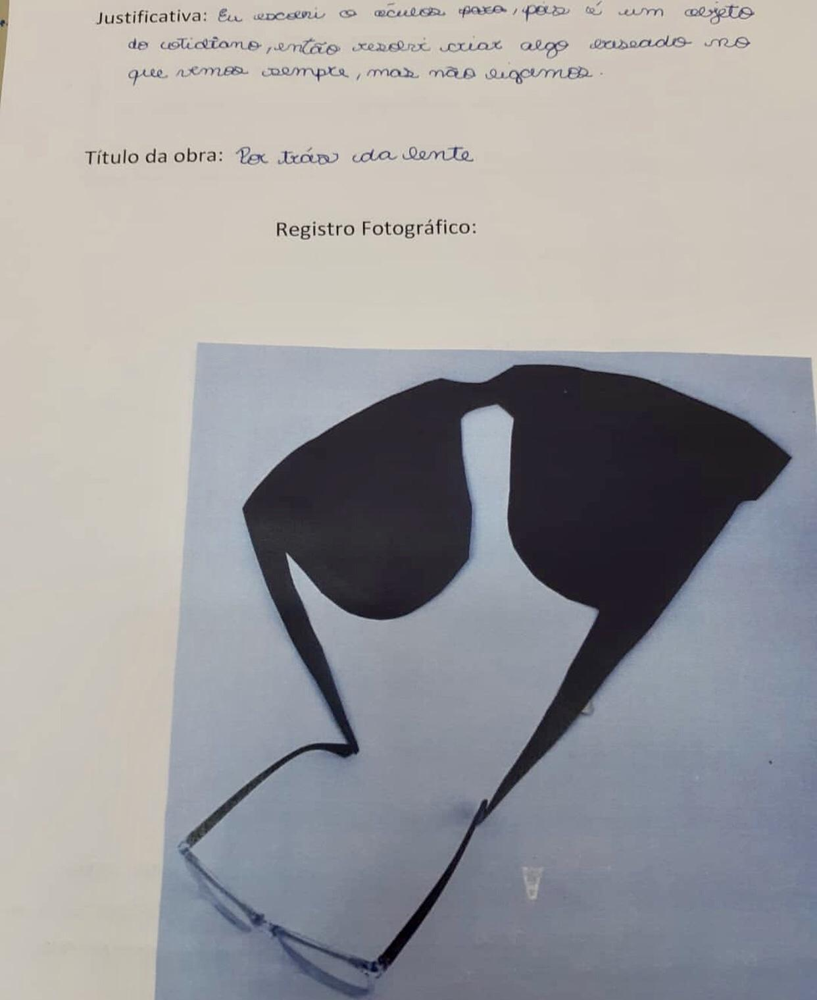 Justificativa: Eu escolhi o óculos para, pois é um objeto
do cotidiano, então resolvi criar algo baseado no
que vemos sempre, mas não ligamos.
Título da obra: Por trás da lente
Registro Fotográfico: